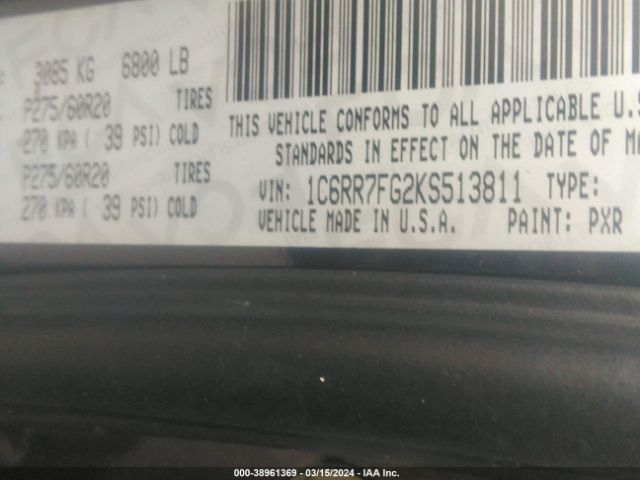 3085 KG 6800 LB
P275/60R20 TIRES
270 KPA ( 39 PSI) COLD
P275/60R20 TIRES
270 KPA ( 39 PSI) COLD
THIS VEHICLE CONFORMS TO ALL APPLICABLE U.S
STANDARDS IN EFFECT ON THE DATE OF MA
VIN: 1C6RR7FG2KS513811 TYPE:
VEHICLE MADE IN U.S.A. PAINT: PXR
000-38961369 - 03/15/2024 - IAA Inc.